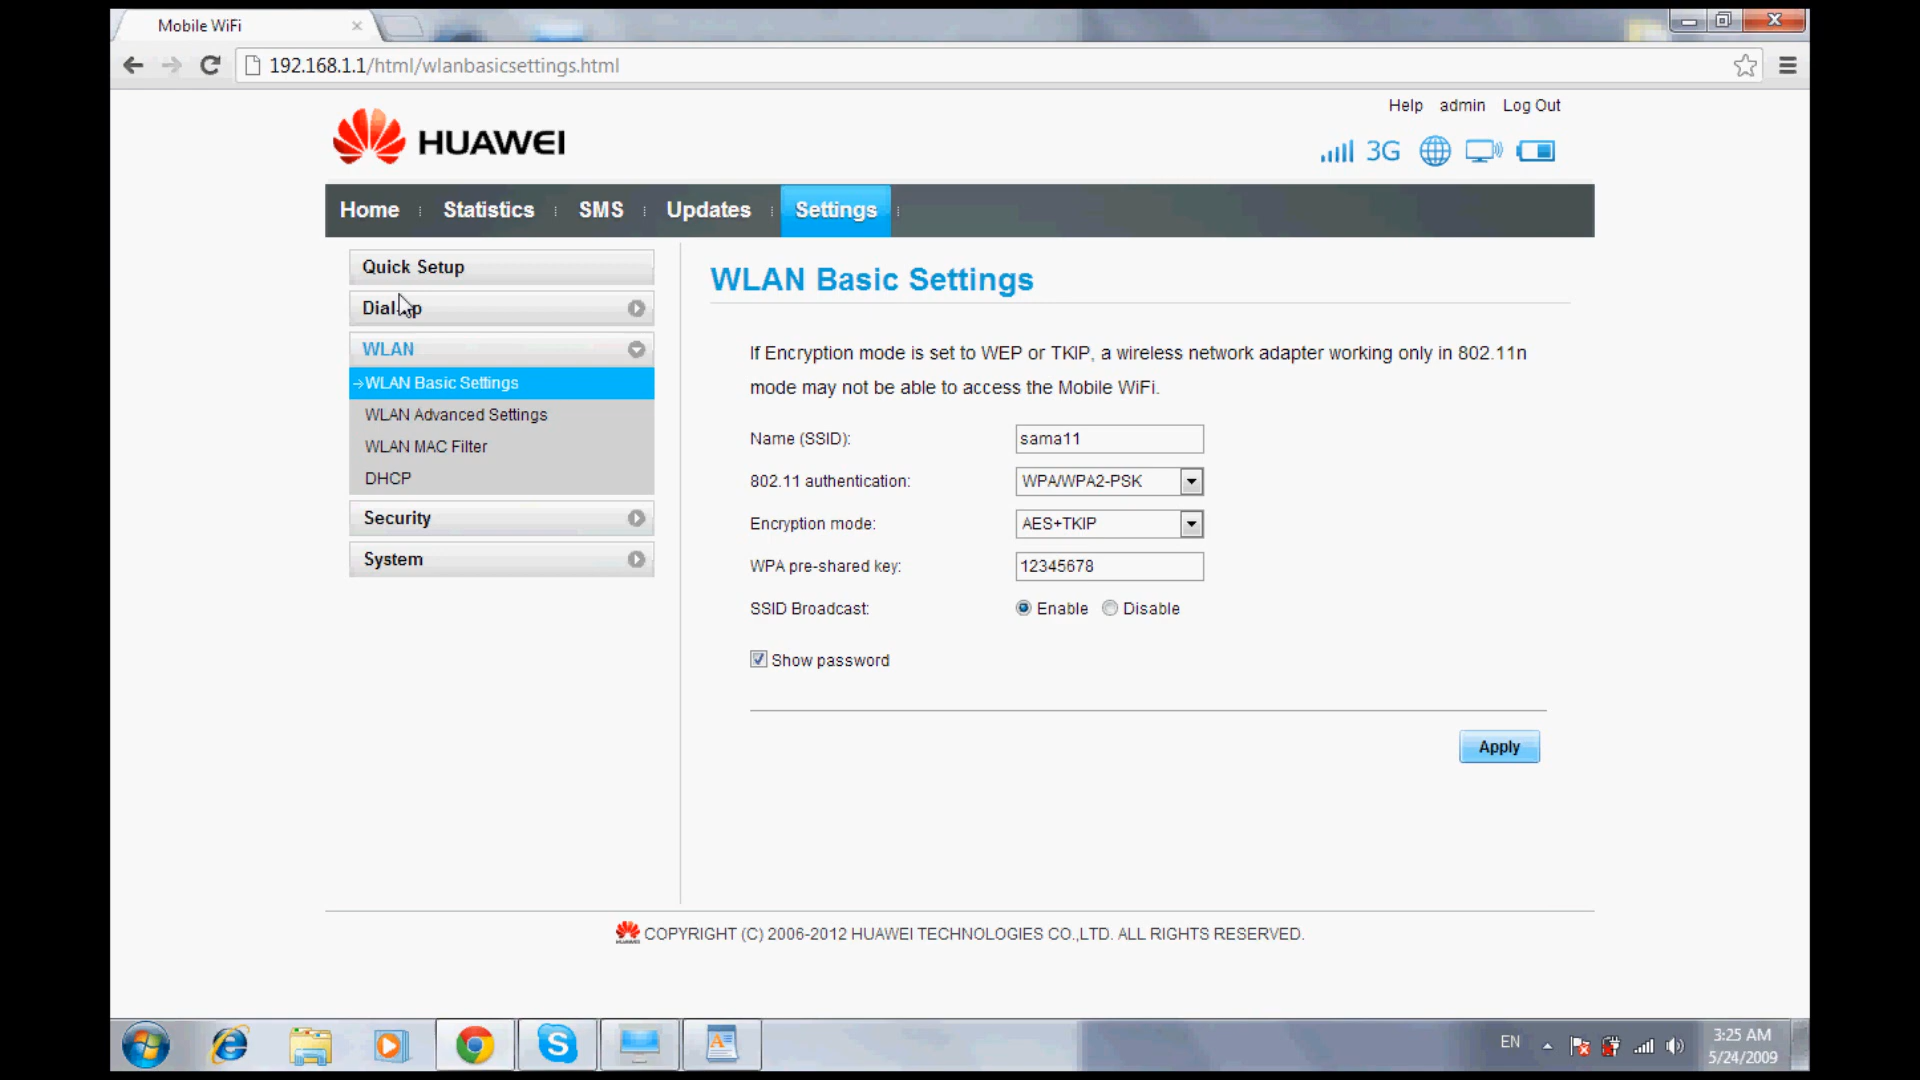 Mobile WiFi
192.168.1.1/html/wlanbasicsettings.html
Help admin Log Out
HUAWEI
3G
Home Statistics SMS Updates Settings
Quick Setup
WLAN
WLAN Basic Settings
WLAN Advanced Settings
WLAN MAC Filter
DHCP
Security
System
WLAN Basic Settings
If Encryption mode is set to WEP or TKIP, a wireless network adapter working only in 802.11n
mode may not be able to access the Mobile WiFi.
Name (SSID): sama11
802.11 authentication: WPA/WPA2-PSK
Encryption mode: AES+TKIP
WPA pre-shared key: 12345678
SSID Broadcast: Enable Disable
Show password
Apply
COPYRIGHT (C) 2006-2012 HUAWEI TECHNOLOGIES CO.,LTD. ALL RIGHTS RESERVED.
EN
3:25 AM
5/24/2009